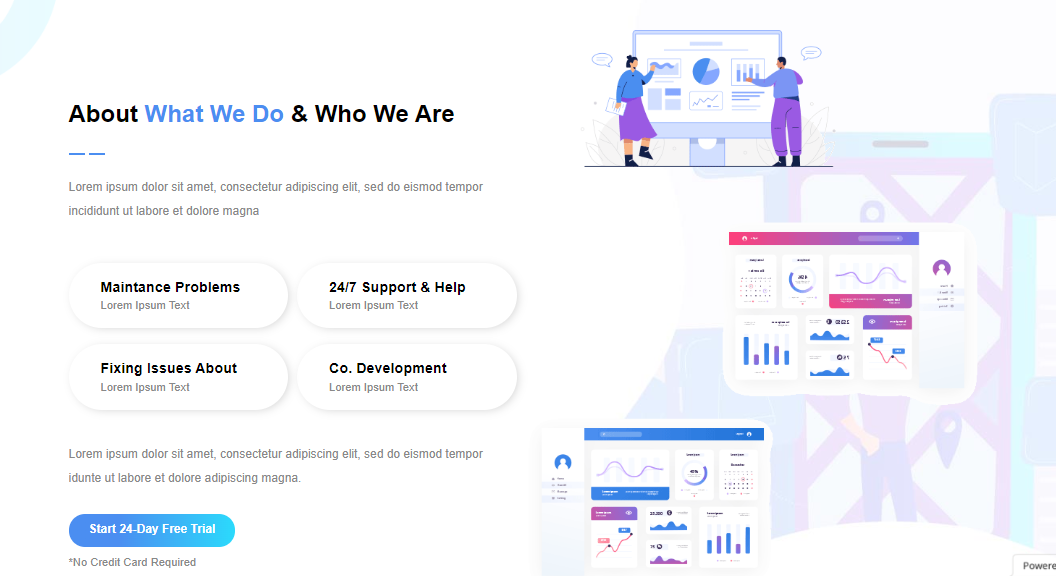 About What We Do & Who We Are
Lorem ipsum dolor sit amet, consectetur adipiscing elit, sed do eismod tempor
incididunt ut labore et dolore magna
Maintance Problems
Lorem Ipsum Text
24/7 Support & Help
Lorem Ipsum Text
Fixing Issues About
Lorem Ipsum Text
Co. Development
Lorem Ipsum Text
Lorem ipsum dolor sit amet, consectetur adipiscing elit, sed do eismod tempor
idunte ut labore et dolore adipiscing magna.
Start 24-Day Free Trial
*No Credit Card Required
Powere